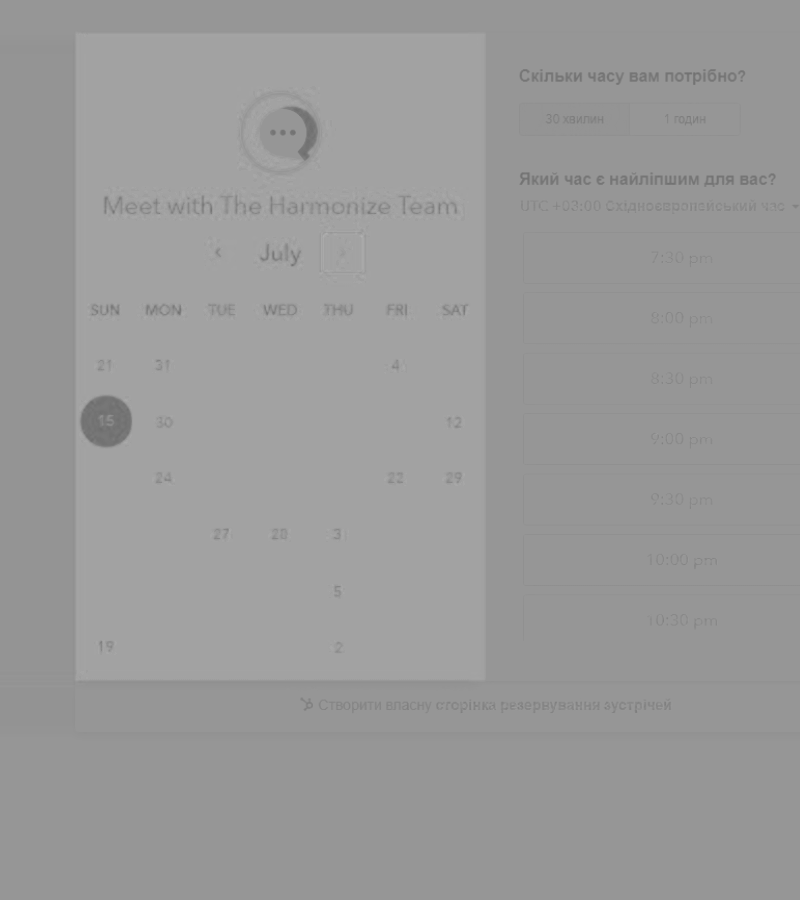 Meet with The Harmonize Team
July
SUN MON TUE WED THU FRI SAT
21 31 4
15 30 12
24 22 29
27 28 3
5
19 2
Скільки часу вам потрібно?
30 хвилин 1 годин
Який час є найліпшим для вас?
UTC +03:00 Східноєвропейський час
7:30 pm
8:00 pm
8:30 pm
9:00 pm
9:30 pm
10:00 pm
10:30 pm
Створити власну сторінка резервування зустрічей